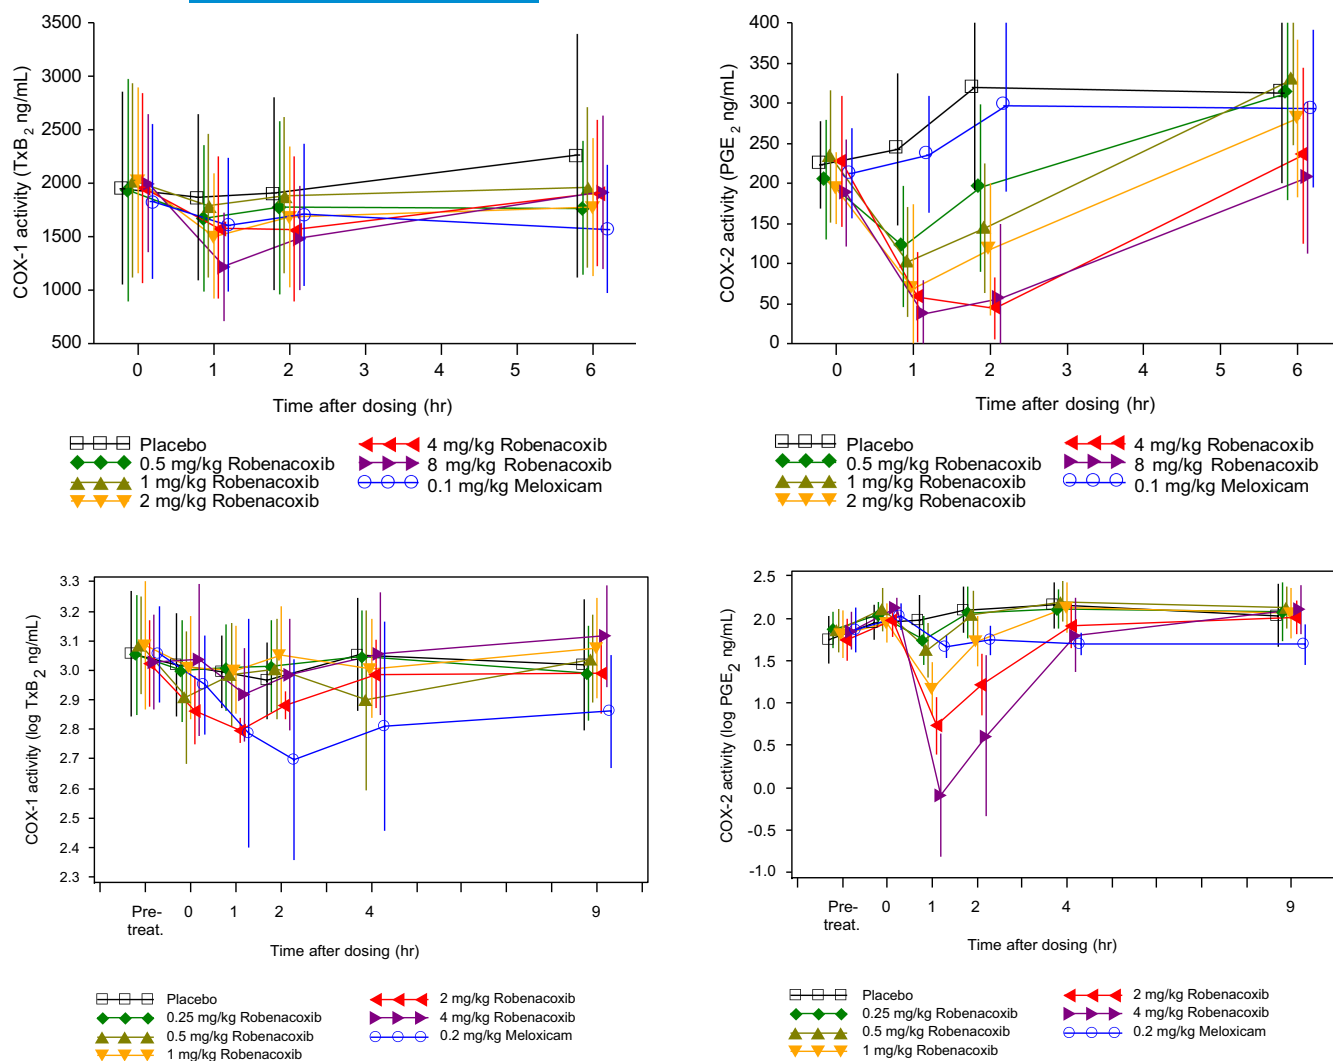 3500
3000
2500
2000
1500
1000
500
COX-1 activity (TxB2 ng/mL)
0 1 2 3 4 5 6
Time after dosing (hr)
Placebo
0.5 mg/kg Robenacoxib
1 mg/kg Robenacoxib
2 mg/kg Robenacoxib
4 mg/kg Robenacoxib
8 mg/kg Robenacoxib
0.1 mg/kg Meloxicam
400
350
300
250
200
150
100
50
0
COX-2 activity (PGE2 ng/mL)
0 1 2 3 4 5 6
Time after dosing (hr)
Placebo
0.5 mg/kg Robenacoxib
1 mg/kg Robenacoxib
2 mg/kg Robenacoxib
4 mg/kg Robenacoxib
8 mg/kg Robenacoxib
0.1 mg/kg Meloxicam
3.3
3.2
3.1
3.0
2.9
2.8
2.7
2.6
2.5
2.4
2.3
COX-1 activity (log TxB2 ng/mL)
Pre- 0 1 2 4 9
treat.
Time after dosing (hr)
Placebo
0.25 mg/kg Robenacoxib
0.5 mg/kg Robenacoxib
1 mg/kg Robenacoxib
2 mg/kg Robenacoxib
4 mg/kg Robenacoxib
0.2 mg/kg Meloxicam
2.5
2.0
1.5
1.0
0.5
0.0
-0.5
-1.0
COX-2 activity (log PGE2 ng/mL)
Pre- 0 1 2 4 9
treat.
Time after dosing (hr)
Placebo
0.25 mg/kg Robenacoxib
0.5 mg/kg Robenacoxib
1 mg/kg Robenacoxib
2 mg/kg Robenacoxib
4 mg/kg Robenacoxib
0.2 mg/kg Meloxicam